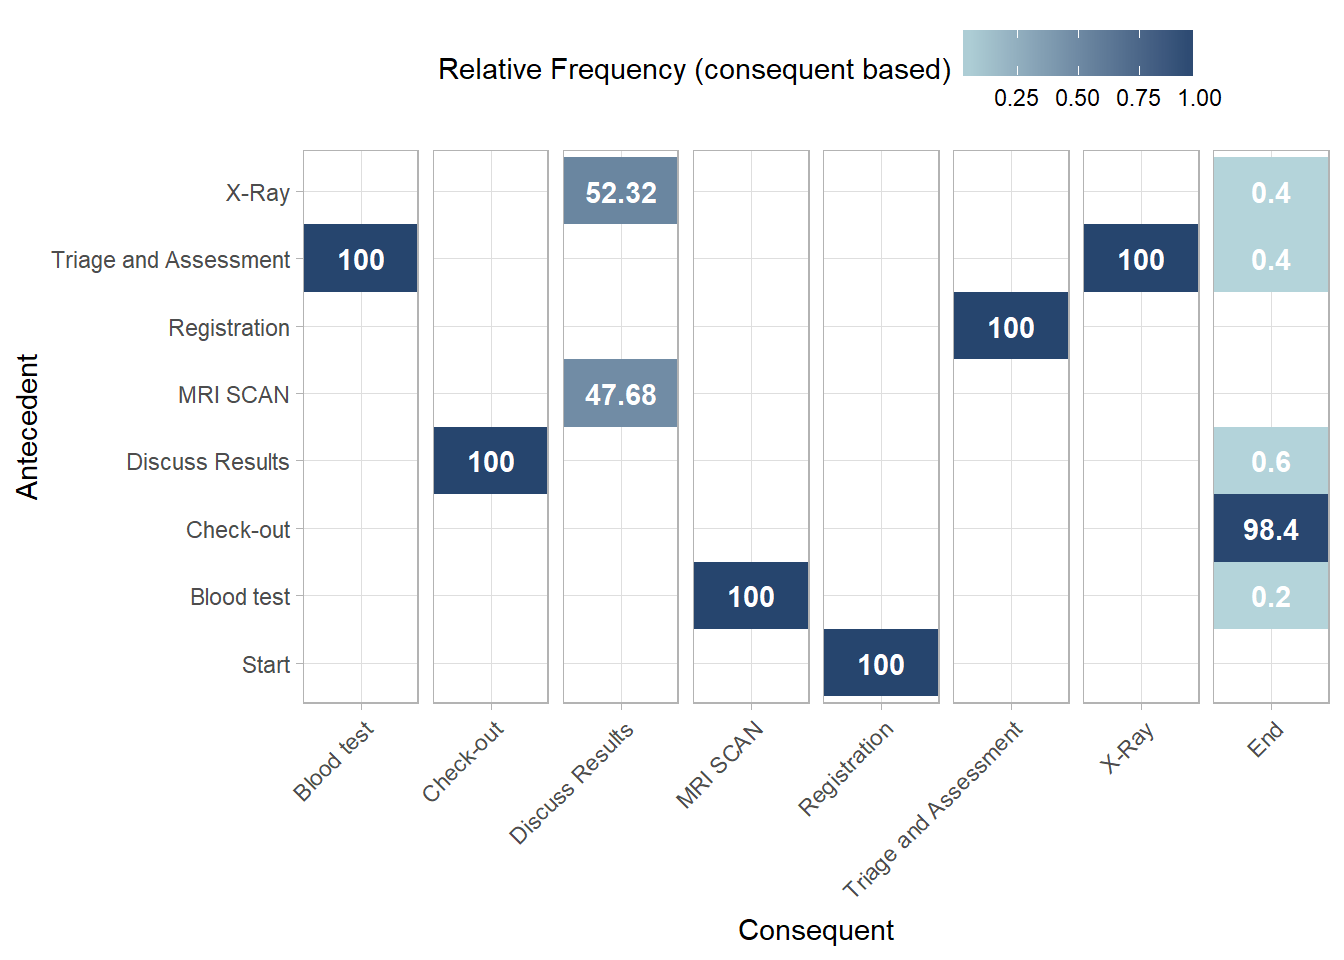 Relative Frequency (consequent based)
0.25 0.50 0.75 1.00
X-Ray 52.32 0.4
Triage and Assessment 100 100 0.4
Registration 100
MRI SCAN 47.68
Discuss Results 100 0.6
Check-out 98.4
Blood test 100 0.2
Start 100
Antecedent
Blood test Check-out Discuss Results MRI SCAN Registration Triage and Assessment X-Ray End
Consequent